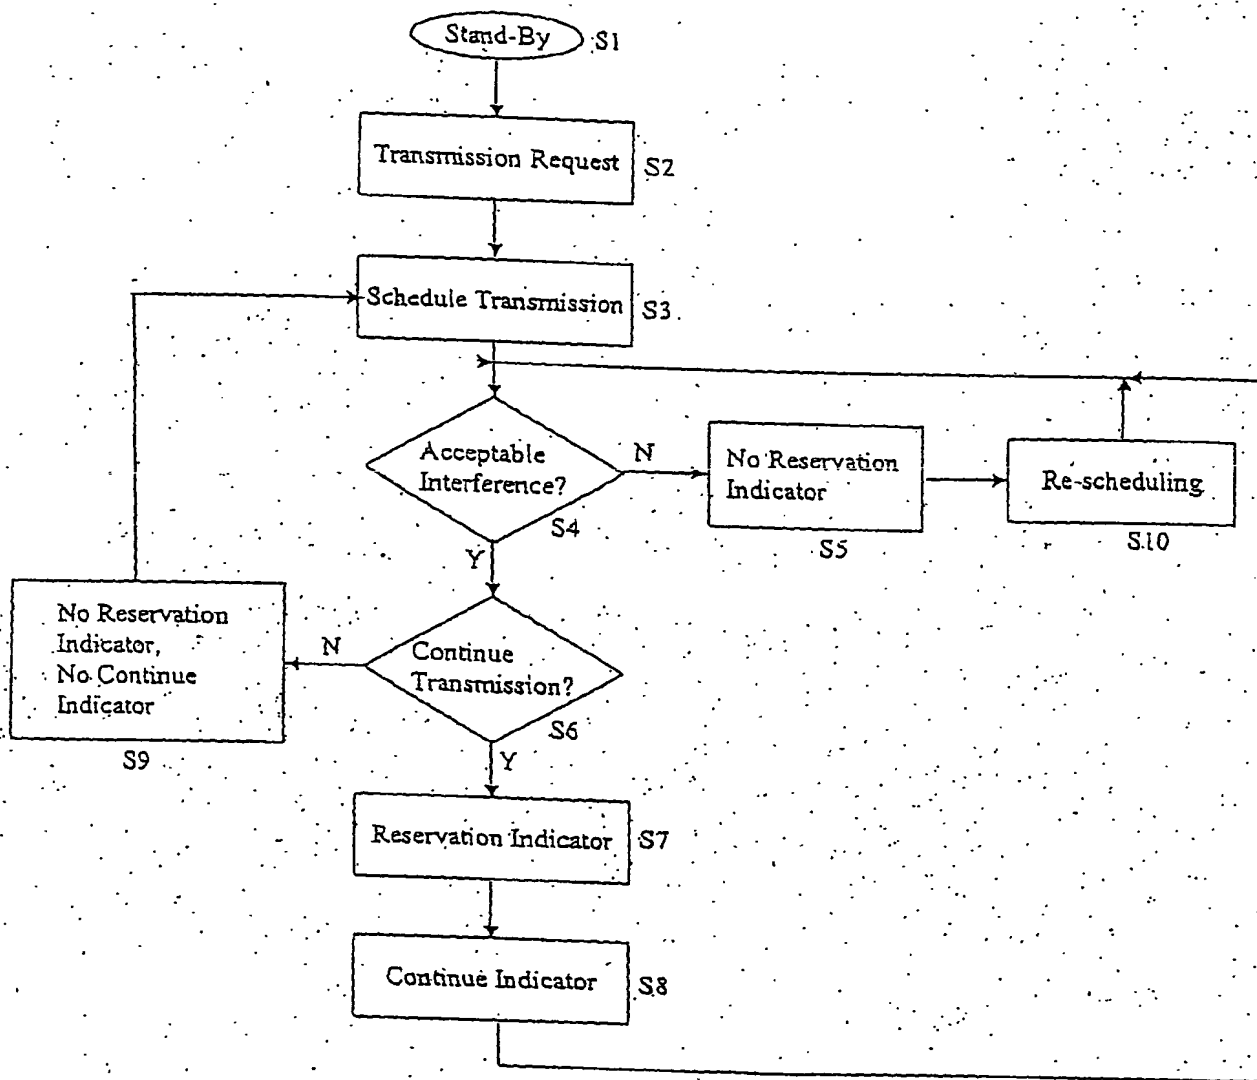 Stand-By S1
Transmission Request S2
Schedule Transmission S3
Acceptable
Interference?
S4
N
No Reservation
Indicator
S5
Re-scheduling
S10
Y
Continue
Transmission?
S6
N
No Reservation
Indicator,
No Continue
Indicator
S9
Y
Reservation Indicator S7
Continue Indicator S8